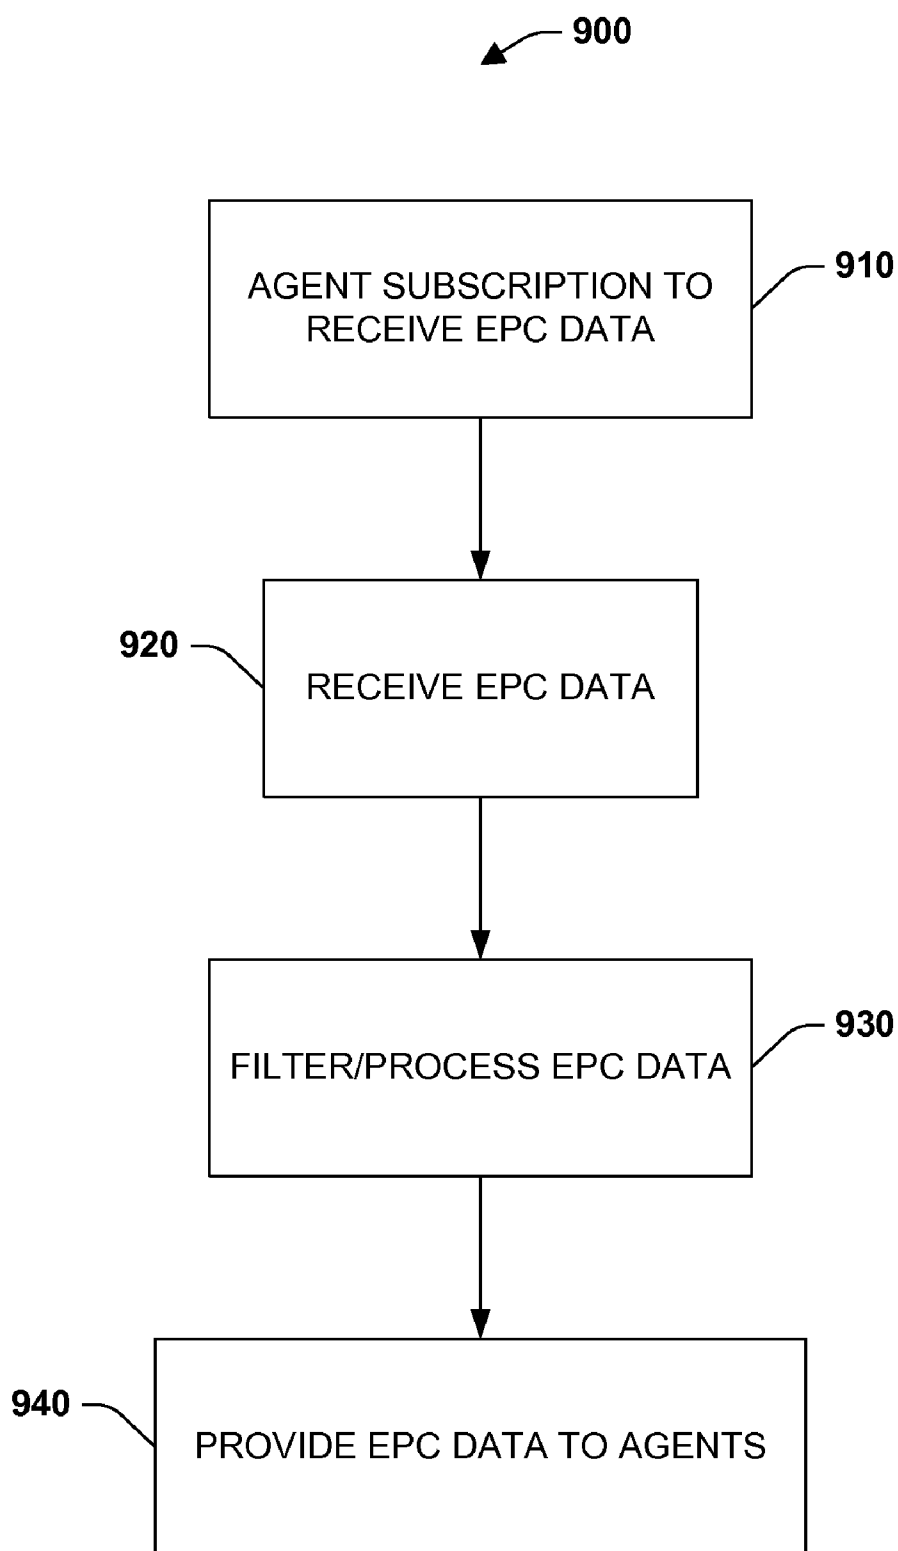 900
AGENT SUBSCRIPTION TO
RECEIVE EPC DATA
910
920
RECEIVE EPC DATA
FILTER/PROCESS EPC DATA
930
940
PROVIDE EPC DATA TO AGENTS